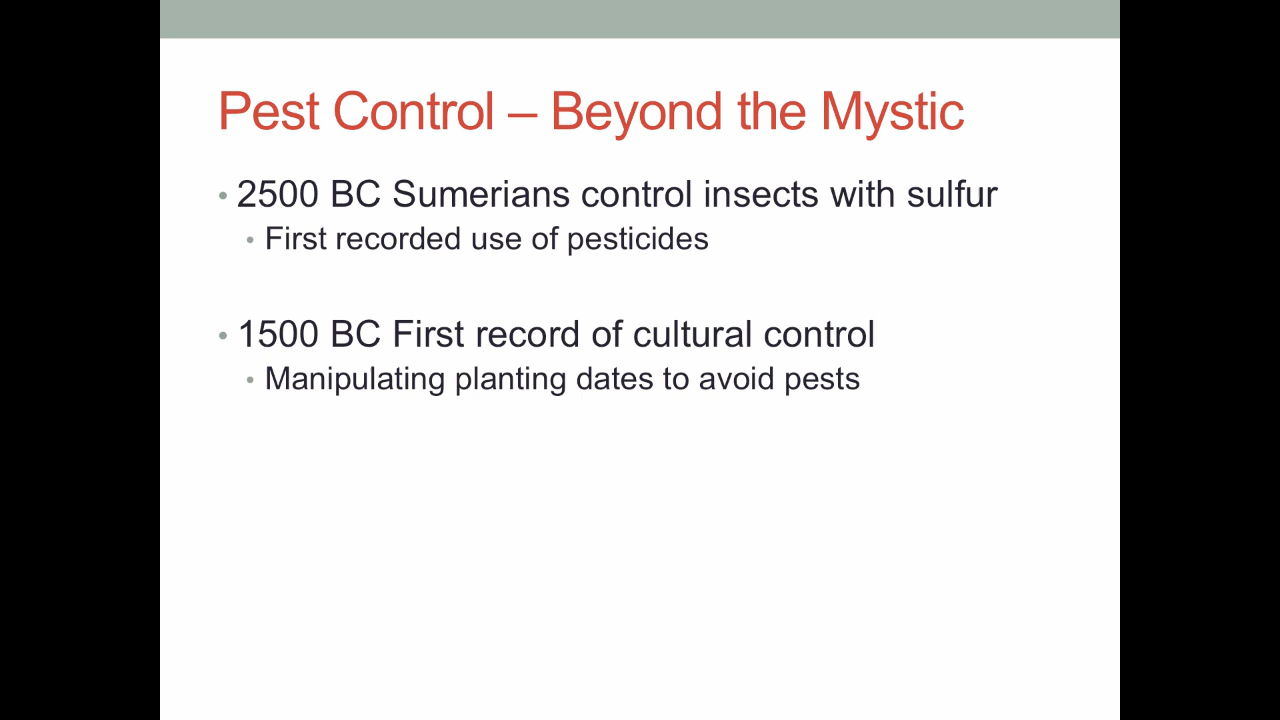 Pest Control – Beyond the Mystic
• 2500 BC Sumerians control insects with sulfur
• First recorded use of pesticides
• 1500 BC First record of cultural control
• Manipulating planting dates to avoid pests